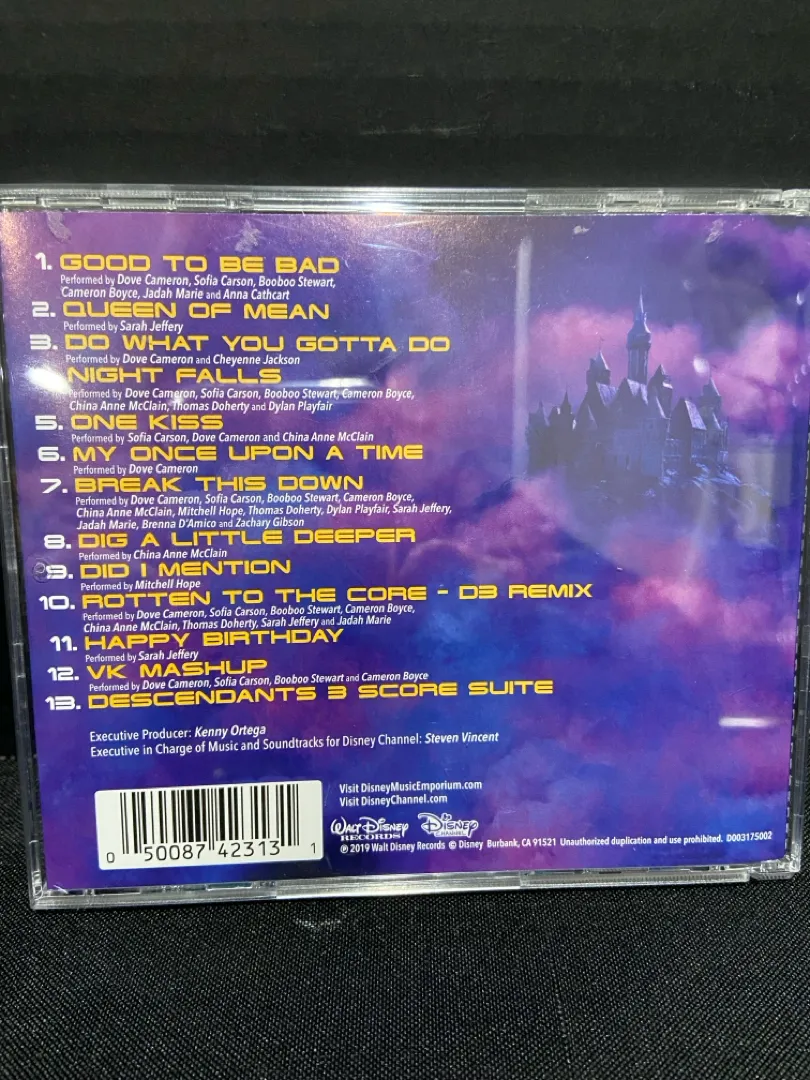 1. GOOD TO BE BAD
Performed by Dove Cameron, Sofia Carson, Booboo Stewart,
Cameron Boyce, Jadah Marie and Anna Cathcart
2. QUEEN OF MEAN
Performed by Sarah Jeffery
3. DO WHAT YOU GOTTA DO
Performed by Dove Cameron and Cheyenne Jackson
NIGHT FALLS
Performed by Dove Cameron, Sofia Carson, Booboo Stewart, Cameron Boyce,
China Anne McClain, Thomas Doherty and Dylan Playfair
5. ONE KISS
Performed by Sofia Carson, Dove Cameron and China Anne McClain
6. MY ONCE UPON A TIME
Performed by Dove Cameron
7. BREAK THIS DOWN
Performed by Dove Cameron, Sofia Carson, Booboo Stewart, Cameron Boyce,
China Anne McClain, Mitchell Hope, Thomas Doherty, Dylan Playfair, Sarah Jeffery,
Jadah Marie, Brenna D'Amico and Zachary Gibson
8. DIG A LITTLE DEEPER
Performed by China Anne McClain
9. DID I MENTION
Performed by Mitchell Hope
10. ROTTEN TO THE CORE - D3 REMIX
Performed by Dove Cameron, Sofia Carson, Booboo Stewart, Cameron Boyce,
China Anne McClain, Thomas Doherty, Sarah Jeffery and Jadah Marie
11. HAPPY BIRTHDAY
Performed by Sarah Jeffery
12. VK MASHUP
Performed by Dove Cameron, Sofia Carson, Booboo Stewart and Cameron Boyce
13. DESCENDANTS 3 SCORE SUITE
Executive Producer: Kenny Ortega
Executive in Charge of Music and Soundtracks for Disney Channel: Steven Vincent
Visit DisneyMusicEmporium.com
Visit DisneyChannel.com
WALT DISNEY RECORDS
DISNEY CHANNEL
0 50087 42313 1
℗ 2019 Walt Disney Records © Disney Burbank, CA 91521 Unauthorized duplication and use prohibited. D003175002